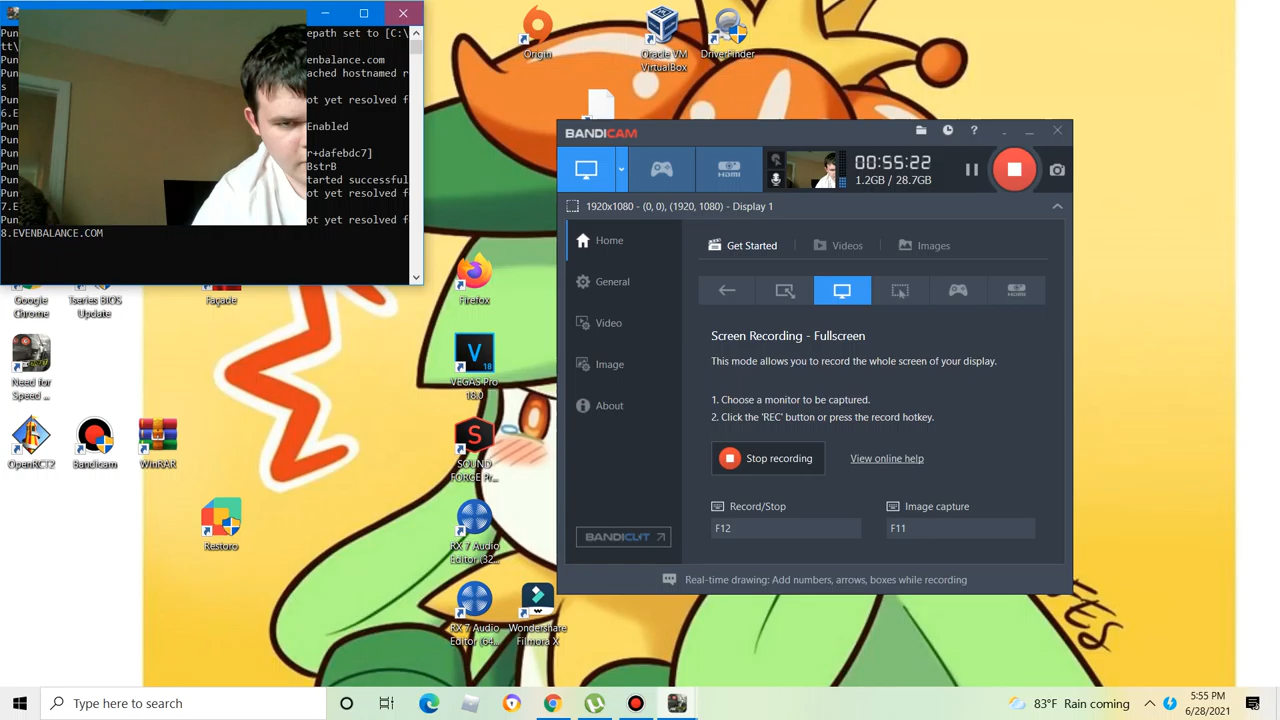 Pun
epath set to [C:\
tt\
Pun
enbalance.com
Pun
ached hostnamed r
s
Pun
ot yet resolved f
6.E
Pun
Enabled
Pun
Pun
r+dafebdc7]
Pun
BstrB
Pun
tarted successful
Pun
ot yet resolved f
7.E
Pun
ot yet resolved f
8.EVENBALANCE.COM
Origin
Oracle VM
VirtualBox
DriverFinder
BANDICAM
HDMI
00:55:22
1.2GB / 28.7GB
1920x1080 - (0, 0), (1920, 1080) - Display 1
Home
General
Video
Image
About
BANDICUT
Get Started
Videos
Images
HDMI
Screen Recording - Fullscreen
This mode allows you to record the whole screen of your display.
1. Choose a monitor to be captured.
2. Click the 'REC' button or press the record hotkey.
Stop recording
View online help
Record/Stop
Image capture
F12
F11
Real-time drawing: Add numbers, arrows, boxes while recording
Google
Chrome
Tseries BIOS
Update
Façade
Firefox
Need for
Speed ...
V
18
VEGAS Pro
18.0
OpenRCT2
Bandicam
WinRAR
S
SOUND
FORCE Pr...
Restoro
RX 7 Audio
Editor (32...
RX 7 Audio
Editor (64...
Wondershare
Filmora X
Type here to search
83°F Rain coming
5:55 PM
6/28/2021